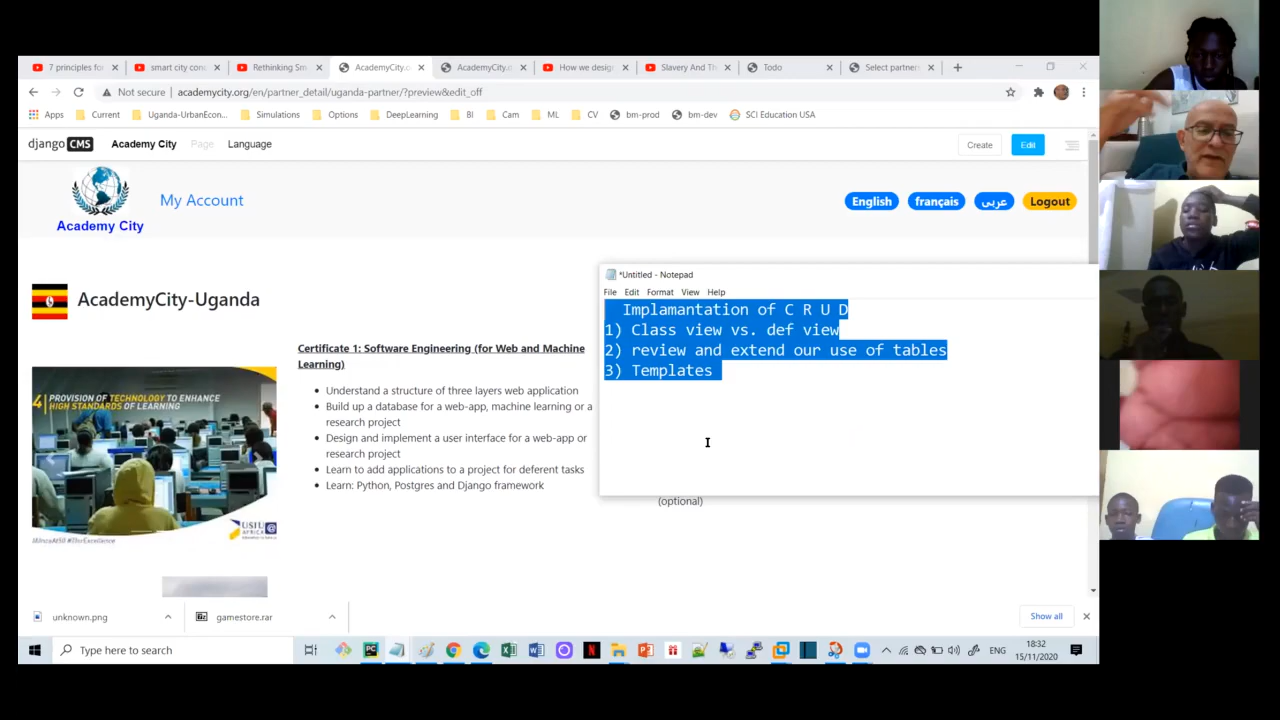 7 principles for
smart city con
Rethinking Sm
AcademyCity.o
AcademyCity.
How we desig
Slavery And Th
Todo
Select partner
Not secure
academycity.org/en/partner_detail/uganda-partner/?preview&edit_off
Apps
Current
Uganda-UrbanEcon...
Simulations
Options
DeepLearning
BI
Cam
ML
CV
bm-prod
bm-dev
SCI Education USA
django CMS
Academy City
Page
Language
Create
Edit
Academy City
My Account
English
français
عربى
Logout
AcademyCity-Uganda
*Untitled - Notepad
File Edit Format View Help
Implamantation of C R U D
1) Class view vs. def view
2) review and extend our use of tables
3) Templates
Certificate 1: Software Engineering (for Web and Machine
Learning)
Understand a structure of three layers web application
Build up a database for a web-app, machine learning or a
research project
Design and implement a user interface for a web-app or
research project
Learn to add applications to a project for deferent tasks
Learn: Python, Postgres and Django framework
(optional)
4 PROVISION OF TECHNOLOGY TO ENHANCE
HIGH STANDARDS OF LEARNING
USIU
AFRICA
unknown.png
gamestore.rar
Show all
Type here to search
ENG
18:32
15/11/2020